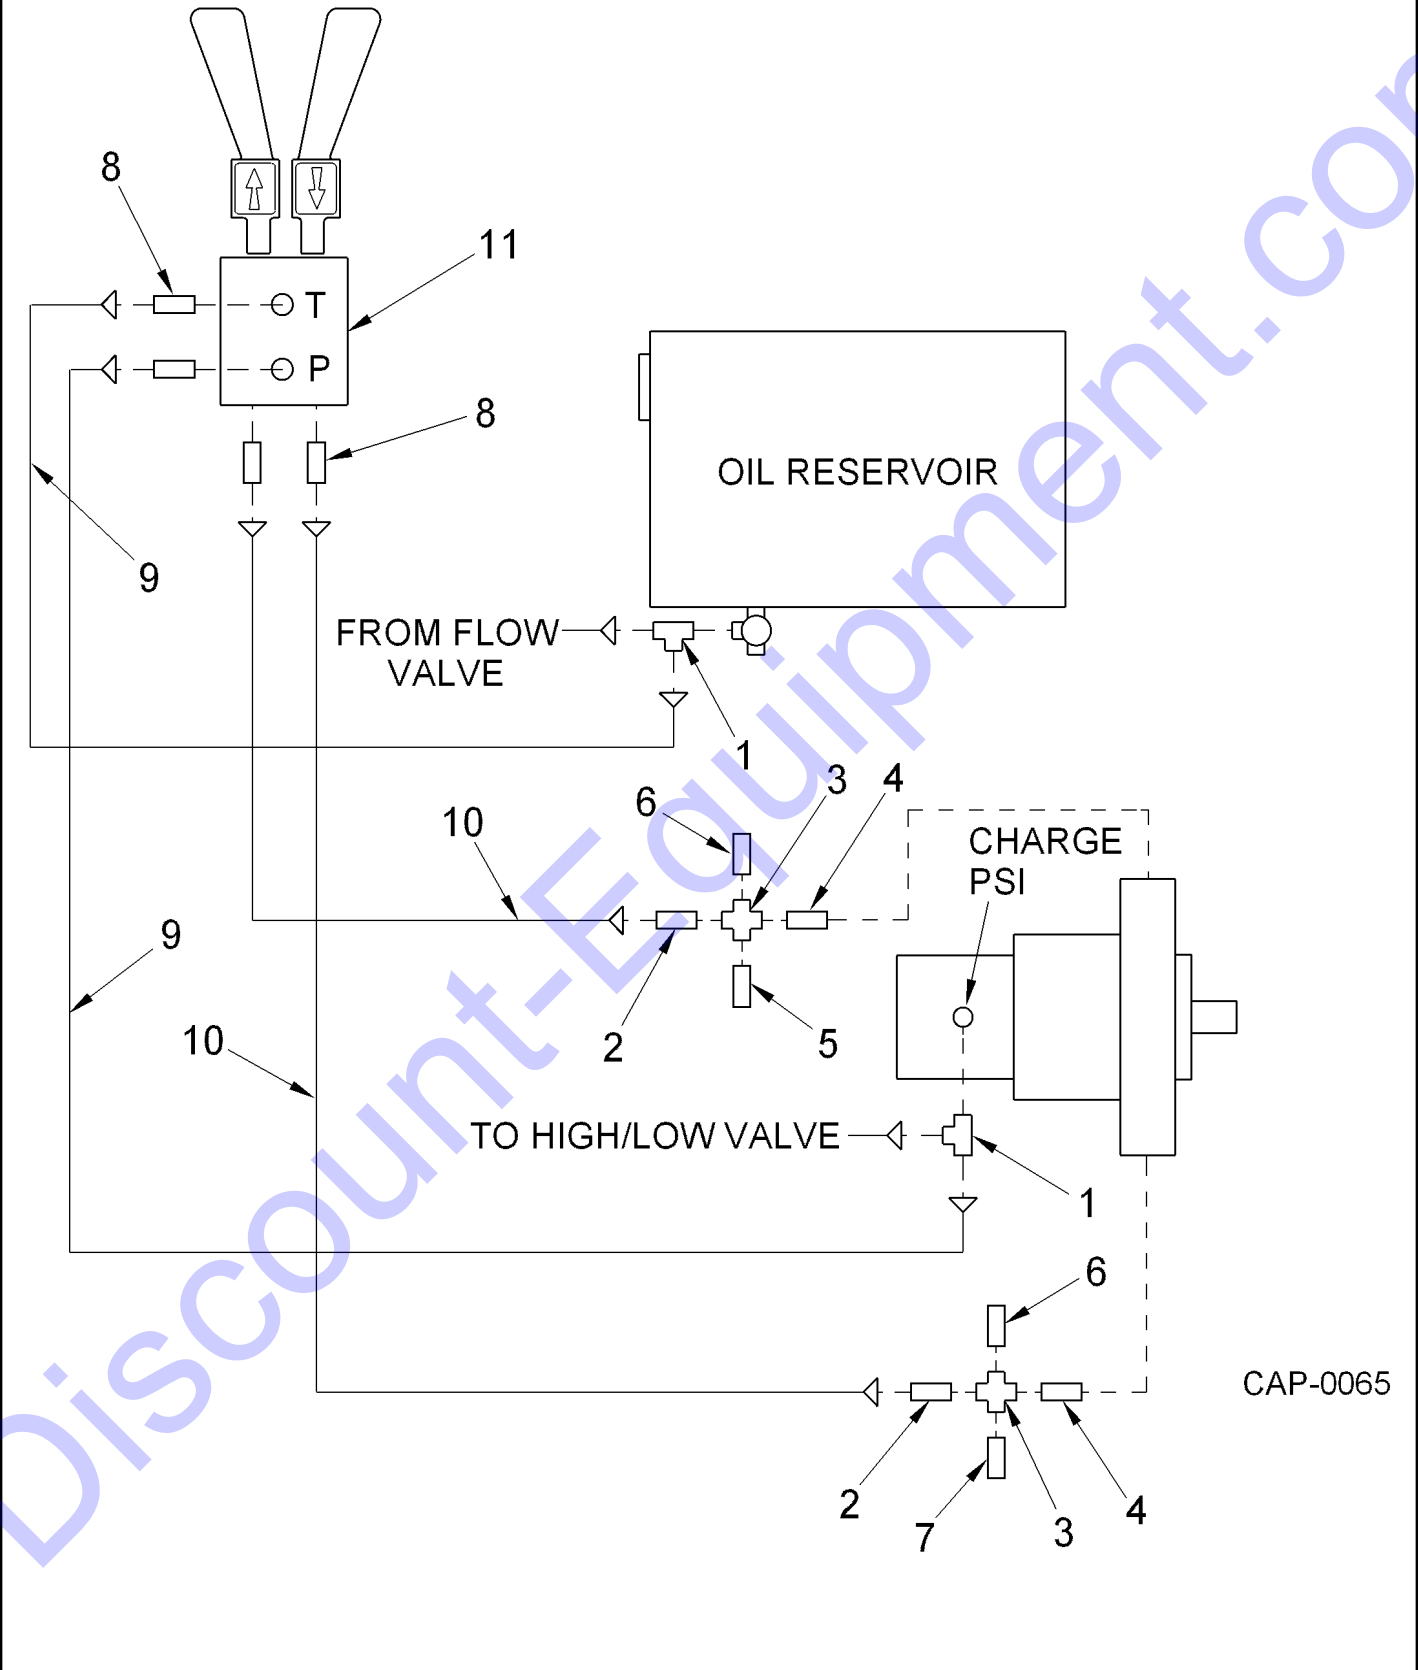 8
11
T
P
8
OIL RESERVOIR
9
FROM FLOW
VALVE
1
3
4
6
10
CHARGE
PSI
9
10
2
5
TO HIGH/LOW VALVE
1
6
CAP-0065
2
7
3
4
Discount-Equipment.com